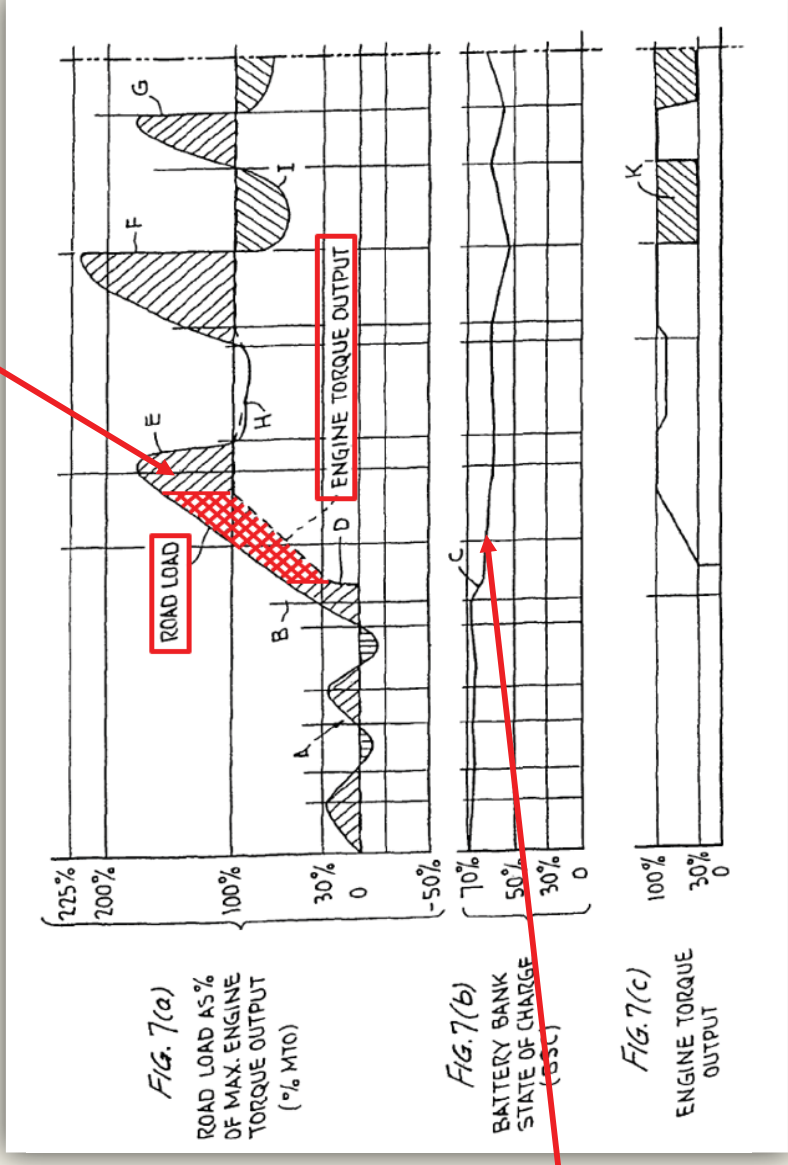 FIG. 7(a)
ROAD LOAD AS %
OF MAX. ENGINE
TORQUE OUTPUT
(% MTO)
225%
200%
100%
30%
0
-50%
A
B
ROAD LOAD
D
ENGINE TORQUE OUTPUT
E
H
F
I
G
FIG. 7(b)
BATTERY BANK
STATE OF CHARGE
(BSC)
70%
50%
30%
0
C
FIG. 7(c)
ENGINE TORQUE
OUTPUT
100%
30%
0
K